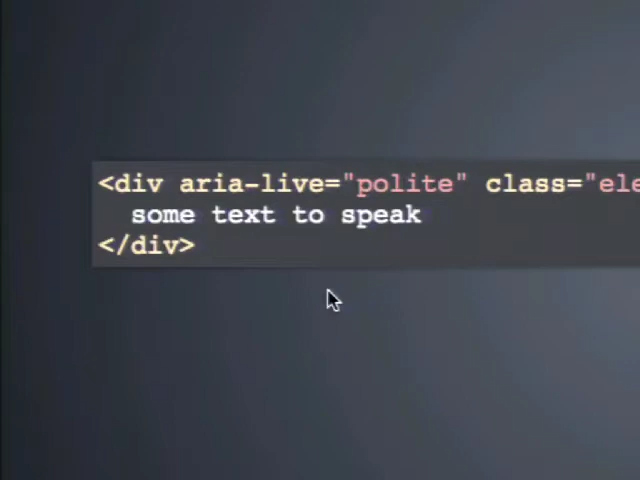 <div aria-live="polite" class="ele
some text to speak
</div>